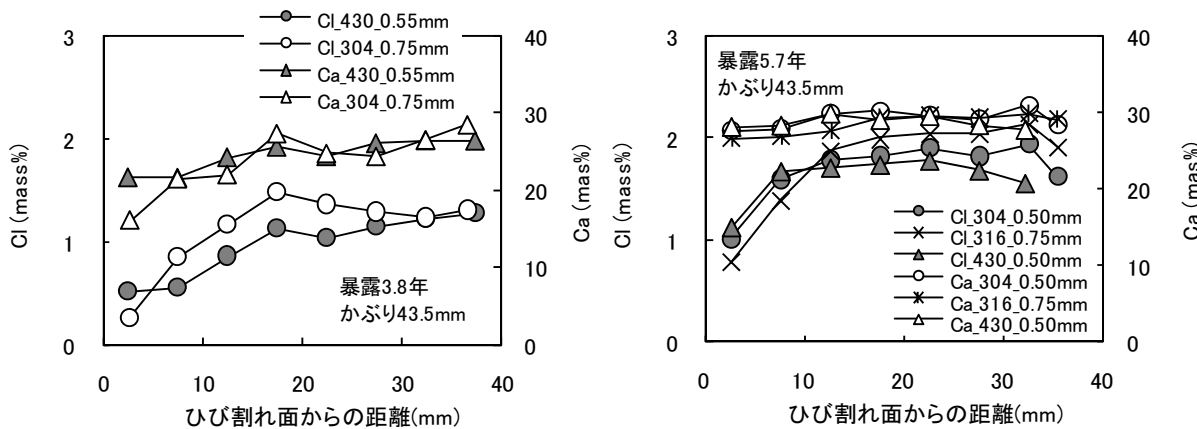 Cl_430_0.55mm
Cl_304_0.75mm
Ca_430_0.55mm
Ca_304_0.75mm
3
2
1
0
Cl (mass%)
40
30
20
10
0
Ca (mass%)
暴露3.8年
かぶり43.5mm
0 10 20 30 40
ひび割れ面からの距離(mm)
3
2
1
0
Cl (mass%)
40
30
20
10
0
Ca (mass%)
暴露5.7年
かぶり43.5mm
Cl_304_0.50mm
Cl_316_0.75mm
Cl_430_0.50mm
Ca_304_0.50mm
Ca_316_0.75mm
Ca_430_0.50mm
0 10 20 30 40
ひび割れ面からの距離(mm)